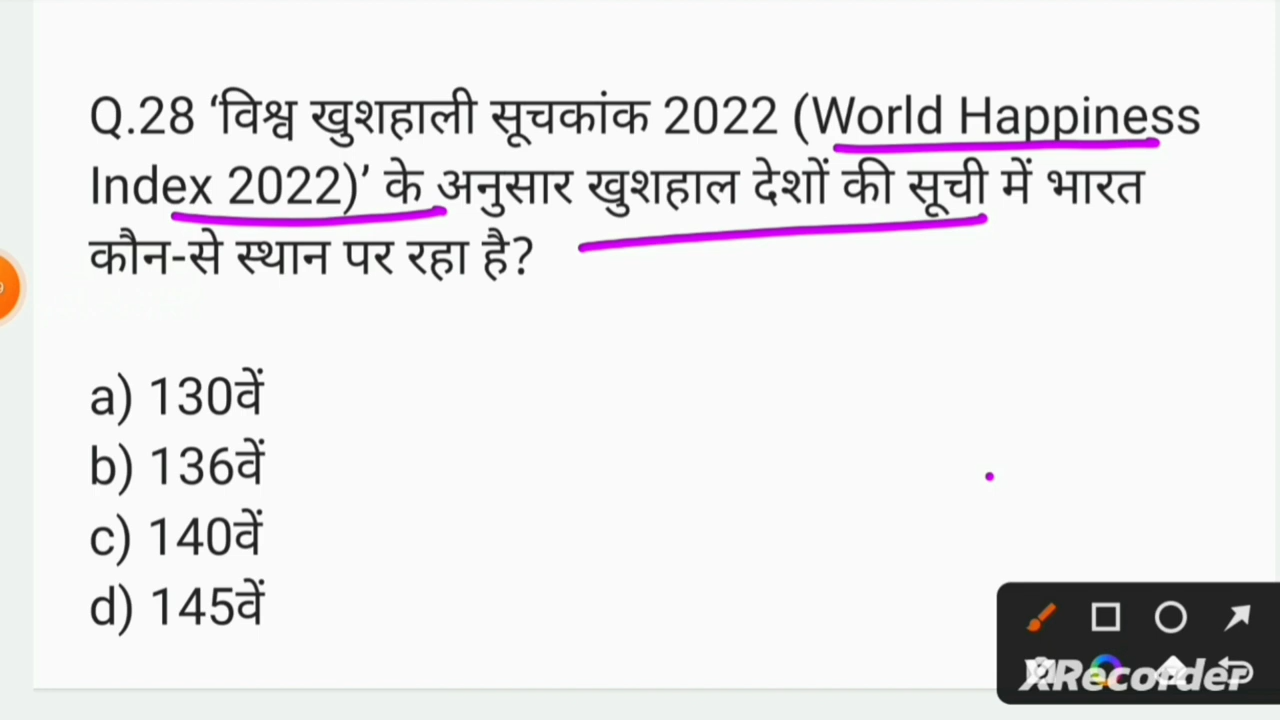 Q.28 ‘विश्व खुशहाली सूचकांक 2022 (World Happiness
Index 2022)’ के अनुसार खुशहाल देशों की सूची में भारत
कौन-से स्थान पर रहा है?
a) 130वें
b) 136वें
c) 140वें
d) 145वें
XRecorder